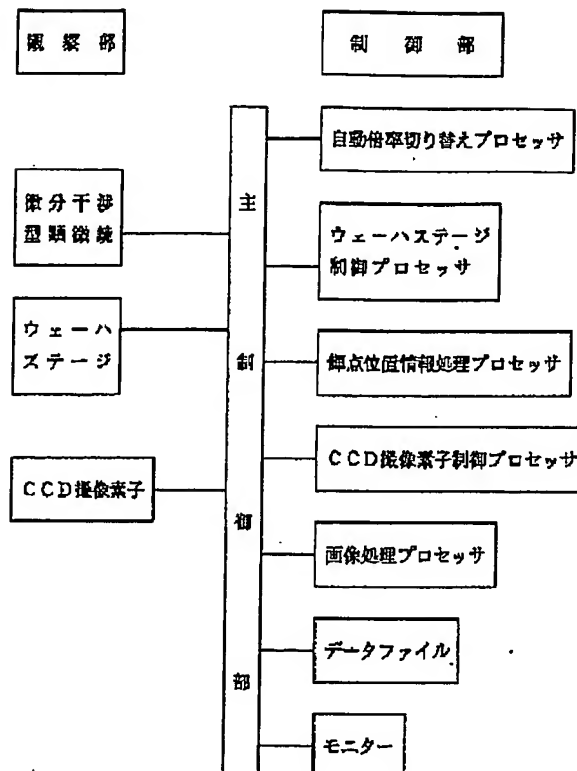 観察部
制御部
自動倍率切り替えプロセッサ
主制御部
微分干渉
型顕微鏡
ウェーハステージ
制御プロセッサ
ウェーハ
ステージ
輝点位置情報処理プロセッサ
CCD撮像素子制御プロセッサ
CCD撮像素子
画像処理プロセッサ
データファイル
モニター